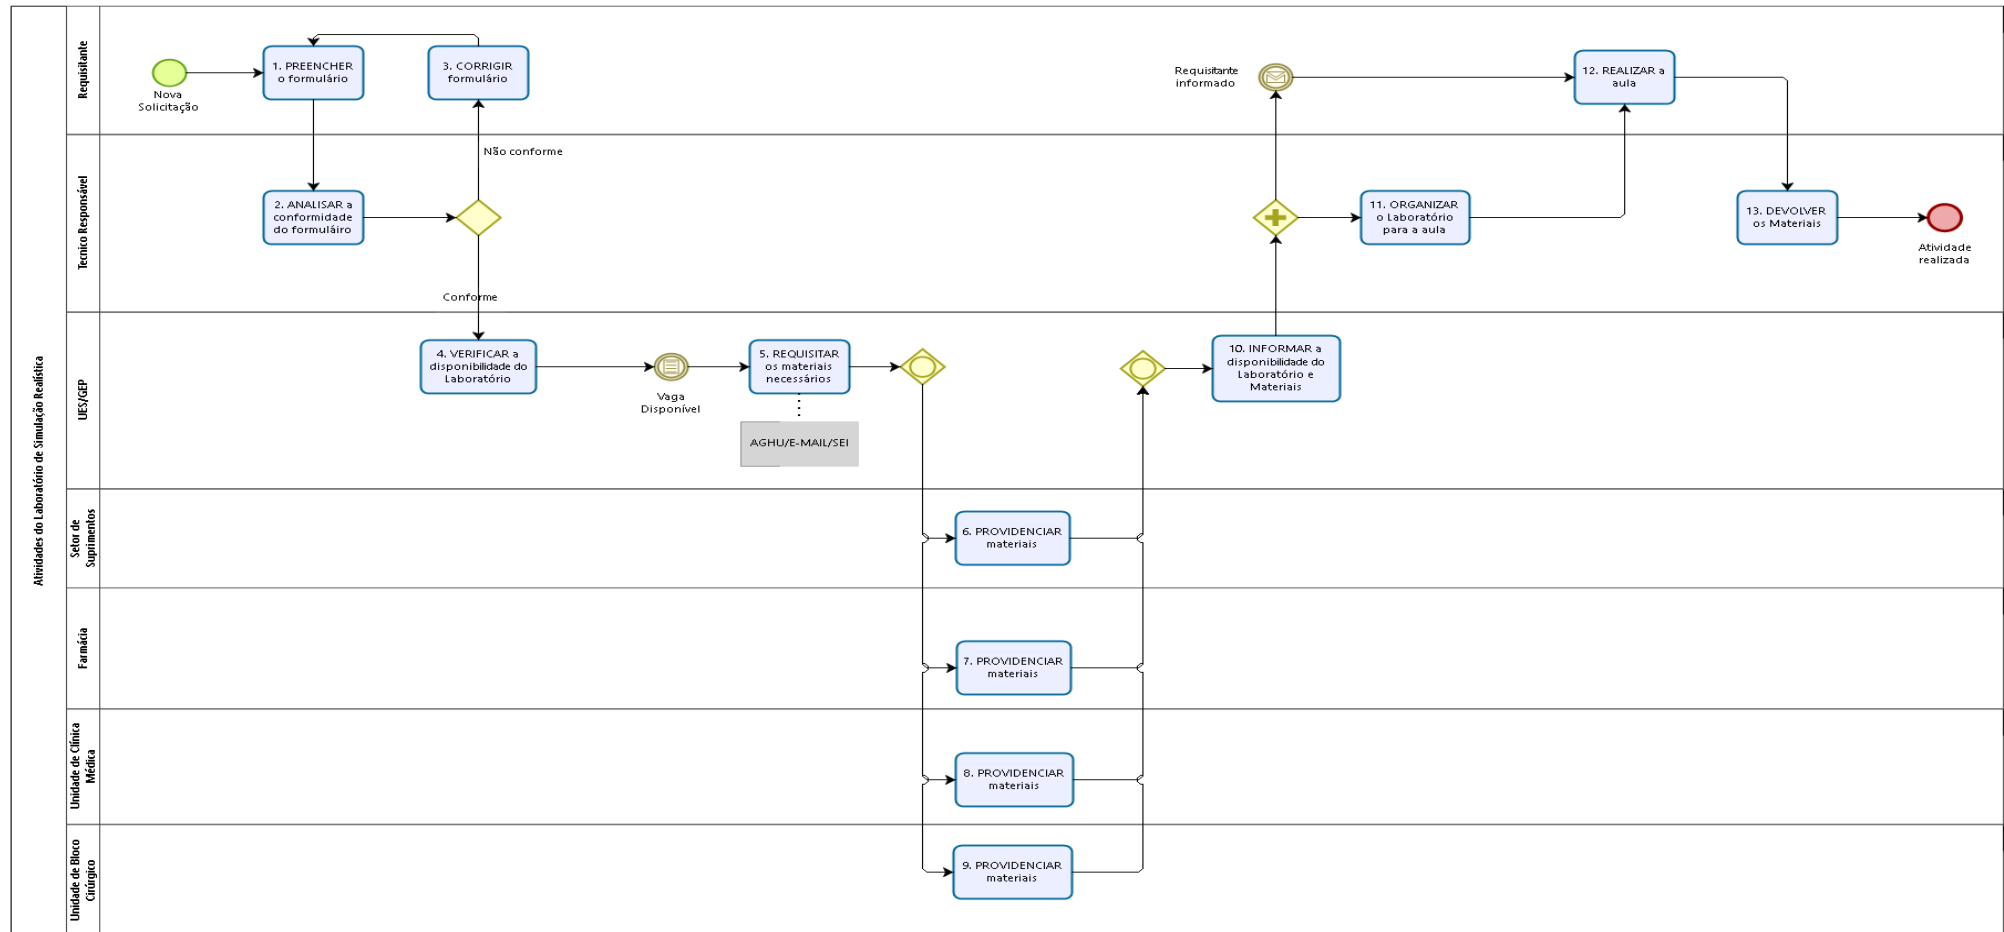 Atividades do Laboratório de Simulação Realística
Requisitante
Nova
Solicitação
1. PREENCHER
o formulário
3. CORRIGIR
formulário
Requisitante
informado
12. REALIZAR a
aula
Tecnico Responsável
2. ANALISAR a
conformidade
do formuláiro
Não conforme
Conforme
11. ORGANIZAR
o Laboratório
para a aula
13. DEVOLVER
os Materiais
Atividade
realizada
UES/GEP
4. VERIFICAR a
disponibilidade do
Laboratório
Vaga
Disponível
5. REQUISITAR
os materiais
necessários
AGHU/E-MAIL/SEI
10. INFORMAR a
disponibilidade do
Laboratório e
Materiais
Setor de
Suprimentos
6. PROVIDENCIAR
materiais
Farmácia
7. PROVIDENCIAR
materiais
Unidade de Clínica
Médica
8. PROVIDENCIAR
materiais
Unidade de Bloco
Cirúrgico
9. PROVIDENCIAR
materiais